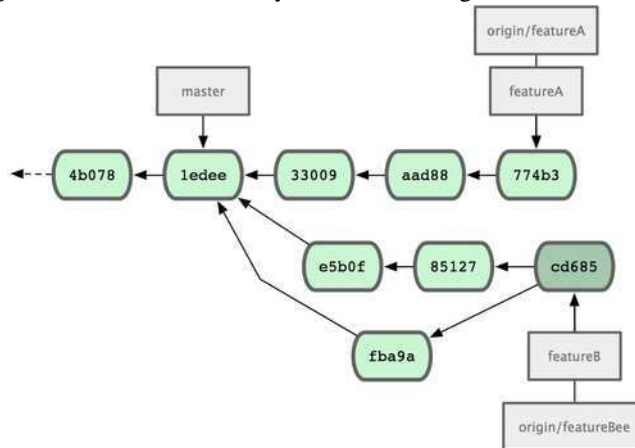 origin/featureA
master
featureA
4b078
1edee
33009
aad88
774b3
e5b0f
85127
cd685
fba9a
featureB
origin/featureBee